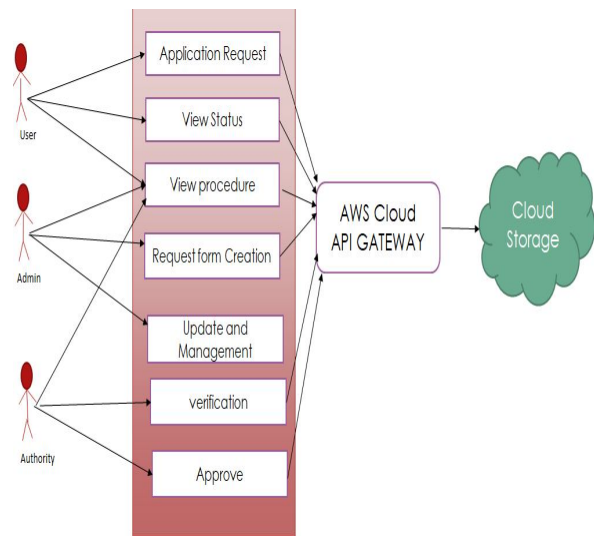 Application Request
User
View Status
View procedure
Admin
Request form Creation
Update and
Management
Authority
verification
Approve
AWS Cloud
API GATEWAY
Cloud
Storage